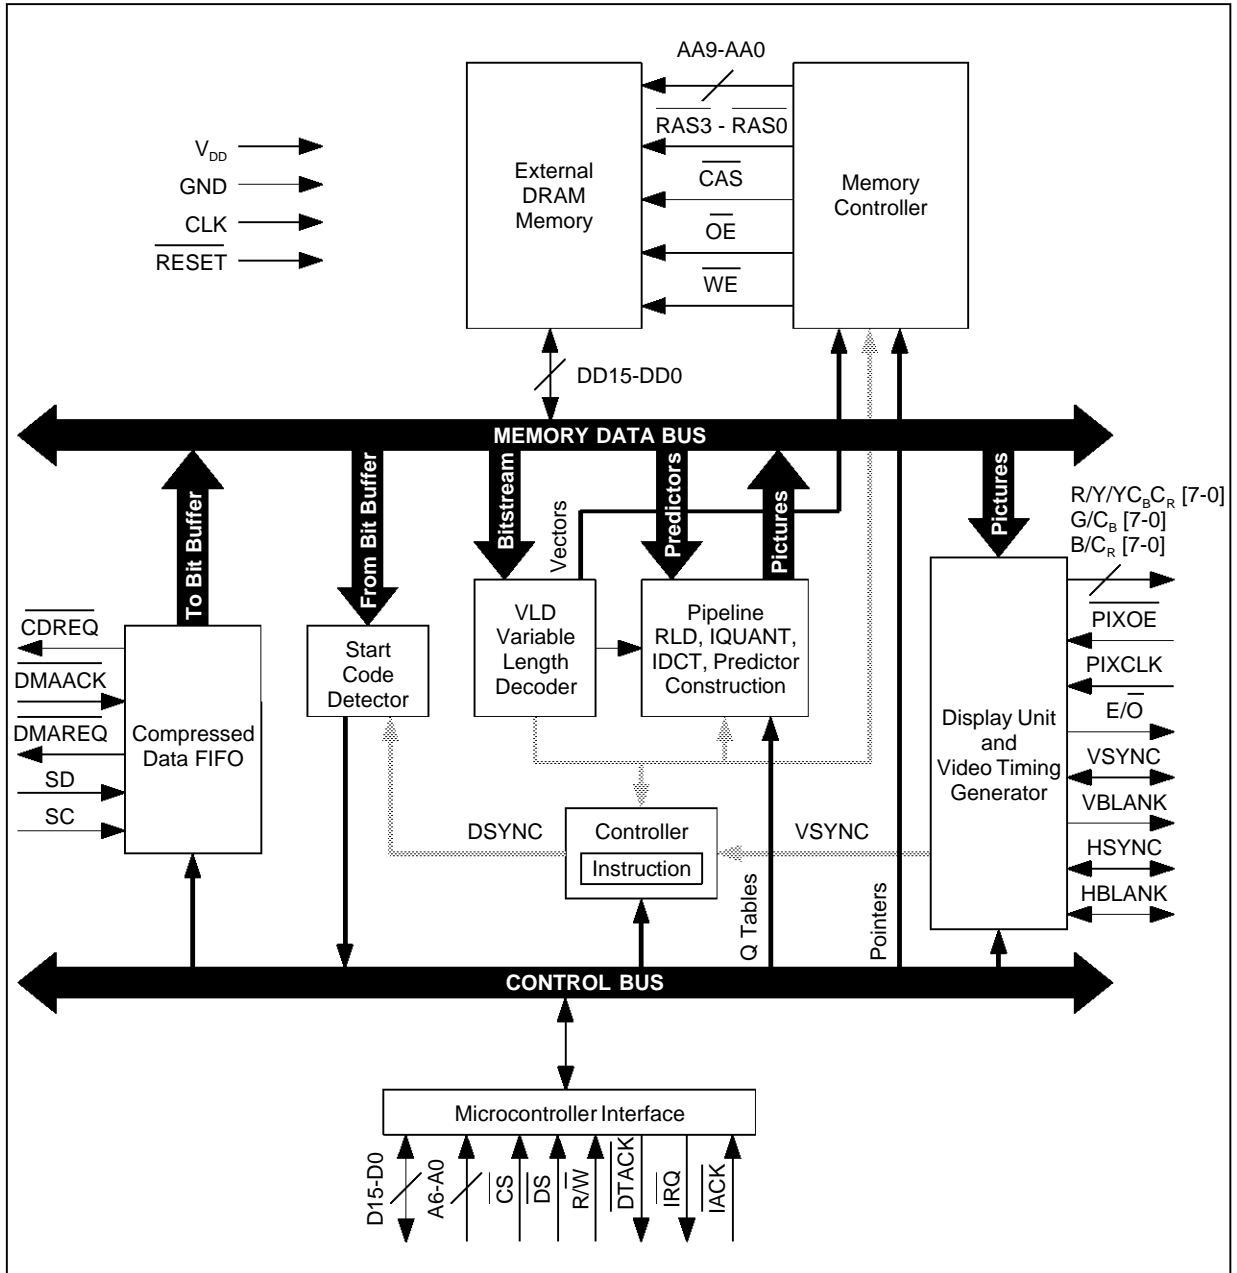 AA9-AA0
RAS3 - RAS0
CAS
OE
WE
External
DRAM
Memory
Memory
Controller
VDD
GND
CLK
RESET
DD15-DD0
MEMORY DATA BUS
To Bit Buffer
From Bit Buffer
Bitstream
Vectors
Predictors
Pictures
Pictures
R/Y/YCBCR [7-0]
G/CB [7-0]
B/CR [7-0]
CDREQ
DMAACK
DMAREQ
SD
SC
Compressed
Data FIFO
Start
Code
Detector
VLD
Variable
Length
Decoder
Pipeline
RLD, IQUANT,
IDCT, Predictor
Construction
Display Unit
and
Video Timing
Generator
PIXOE
PIXCLK
E/O
VSYNC
VBLANK
HSYNC
HBLANK
DSYNC
Controller
Instruction
VSYNC
Q Tables
Pointers
CONTROL BUS
Microcontroller Interface
D15-D0
A6-A0
CS
DS
R/W
DTACK
IRQ
IACK